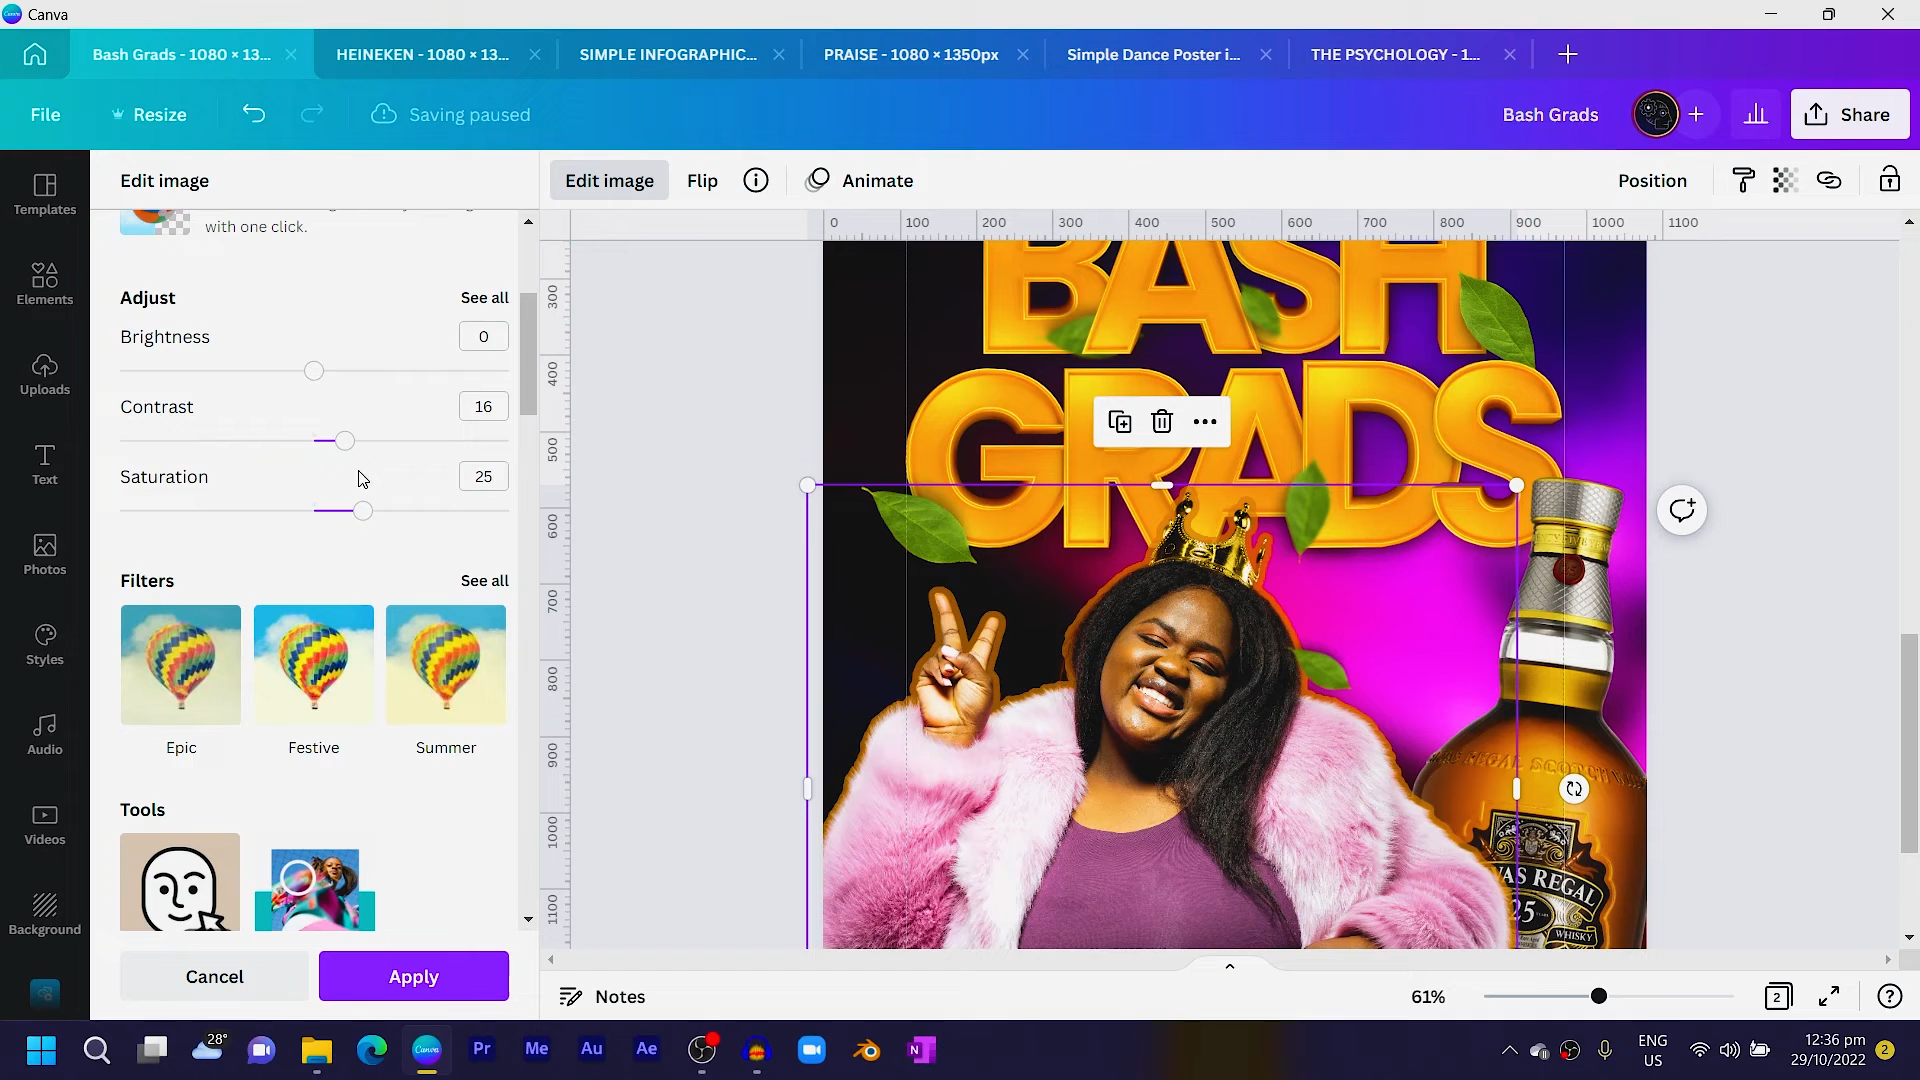 Canva
Bash Grads - 1080 × 13...
HEINEKEN - 1080 × 13...
SIMPLE INFOGRAPHIC...
PRAISE - 1080 × 1350px
Simple Dance Poster i...
THE PSYCHOLOGY - 1...
File
Resize
Saving paused
Bash Grads
Share
Templates
Elements
Uploads
Text
Photos
Styles
Audio
Videos
Background
Edit image
with one click.
Adjust
See all
Brightness
0
Contrast
16
Saturation
25
Filters
See all
Epic
Festive
Summer
Tools
Cancel
Apply
Edit image
Flip
Animate
Position
0 100 200 300 400 500 600 700 800 900 1000 1100
300
400
500
600
700
800
900
1000
1100
BASH
GRADS
VAS REGAL
25
WHISKY
Notes
61%
2
28°
Canva
Pr
Me
Au
Ae
N
ENG
US
12:36 pm
29/10/2022
2